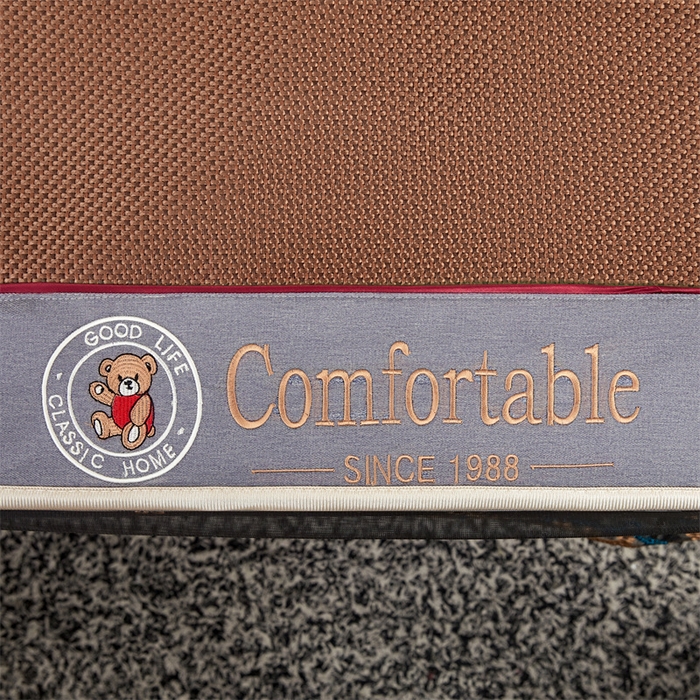 GOOD LIFE
CLASSIC HOME
Comfortable
SINCE 1988